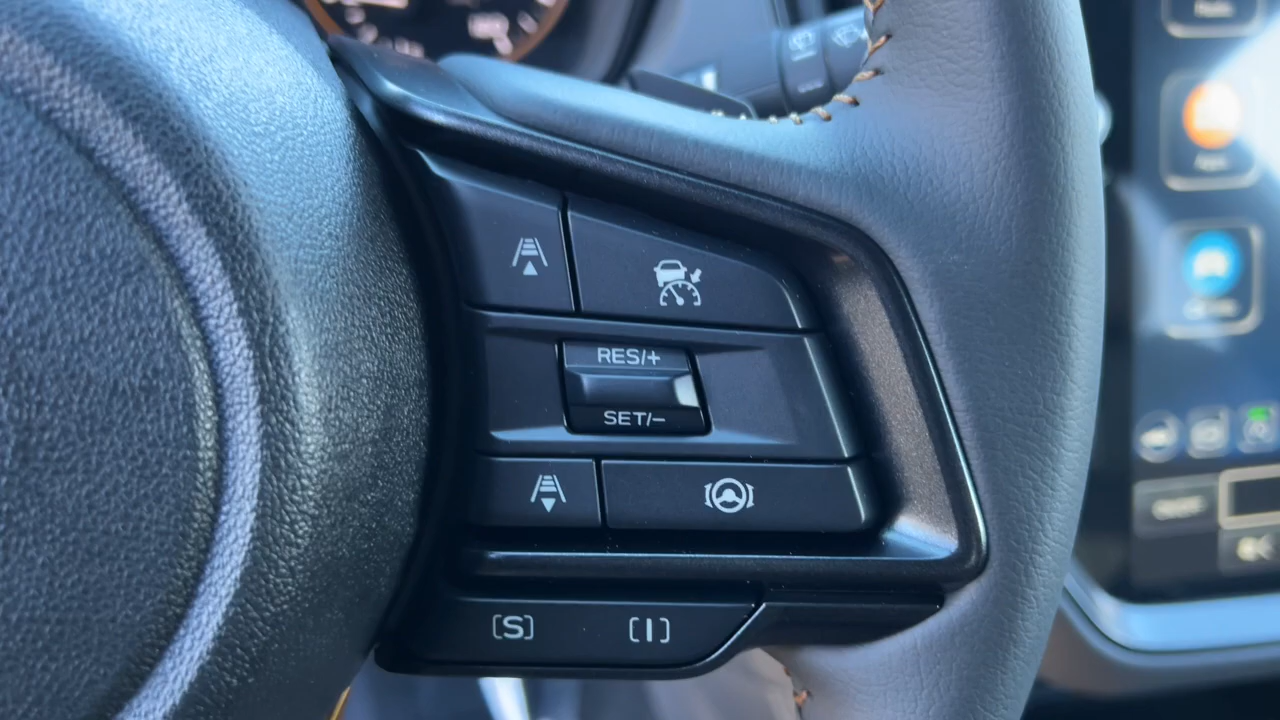 RES/+
SET/−
[S] [I]